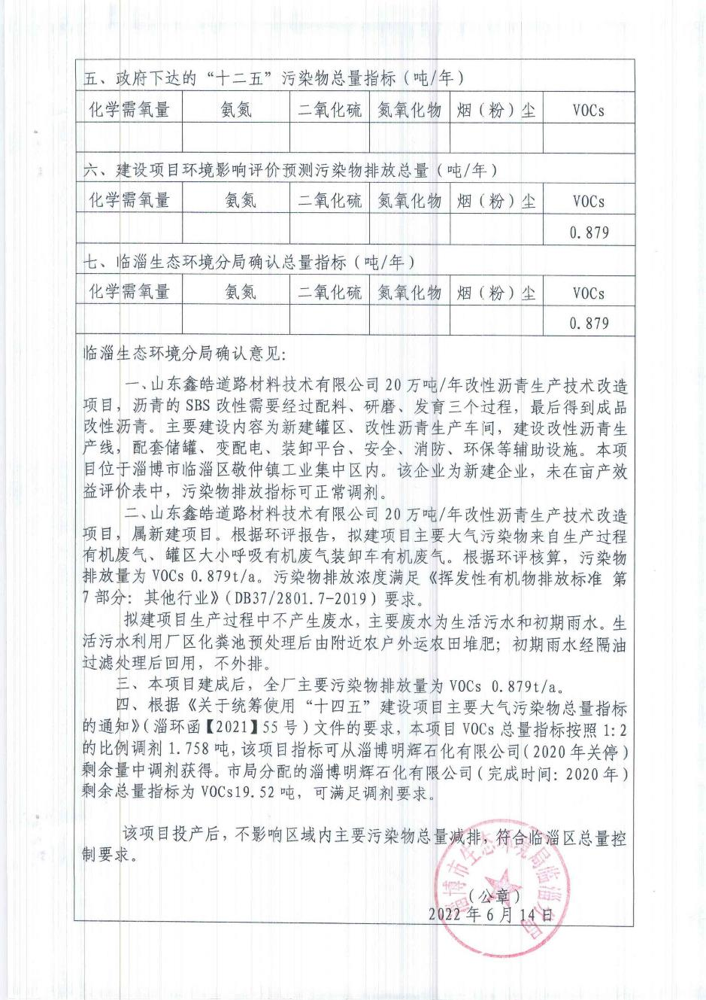 五、政府下达的“十二五”污染物总量指标（吨/年）
化学需氧量 氨氮 二氧化硫 氮氧化物 烟（粉）尘 VOCs
六、建设项目环境影响评价预测污染物排放总量（吨/年）
化学需氧量 氨氮 二氧化硫 氮氧化物 烟（粉）尘 VOCs
0.879
七、临淄生态环境分局确认总量指标（吨/年）
化学需氧量 氨氮 二氧化硫 氮氧化物 烟（粉）尘 VOCs
0.879
临淄生态环境分局确认意见：
一、山东鑫皓道路材料技术有限公司20万吨/年改性沥青生产技术改造
项目，沥青的 SBS 改性需要经过配料、研磨、发育三个过程，最后得到成品
改性沥青。主要建设内容为新建罐区、改性沥青生产车间，建设改性沥青生
产线，配套储罐、变配电、装卸平台、安全、消防、环保等辅助设施。本项
目位于淄博市临淄区敬仲镇工业集中区内。该企业为新建企业，未在亩产效
益评价表中，污染物排放指标可正常调剂。
二、山东鑫皓道路材料技术有限公司20万吨/年改性沥青生产技术改造
项目，属新建项目。根据环评报告，拟建项目主要大气污染物来自生产过程
有机废气、罐区大小呼吸有机废气装卸车有机废气。根据环评核算，污染物
排放量为 VOCs 0.879t/a。污染物排放浓度满足《挥发性有机物排放标准 第
7部分：其他行业》（DB37/2801.7-2019）要求。
拟建项目生产过程中不产生废水，主要废水为生活污水和初期雨水。生
活污水利用厂区化粪池预处理后由附近农户外运农田堆肥；初期雨水经隔油
过滤处理后回用，不外排。
三、本项目建成后，全厂主要污染物排放量为 VOCs 0.879t/a。
四、根据《关于统筹使用“十四五”建设项目主要大气污染物总量指标
的通知》（淄环函【2021】55号）文件的要求，本项目 VOCs 总量指标按照 1:2
的比例调剂 1.758 吨，该项目指标可从淄博明辉石化有限公司（2020年关停）
剩余量中调剂获得。市局分配的淄博明辉石化有限公司（完成时间：2020年）
剩余总量指标为 VOCs19.52 吨，可满足调剂要求。
该项目投产后，不影响区域内主要污染物总量减排，符合临淄区总量控
制要求。
淄博市生态环境局临淄分局
（公章）
2022年6月14日